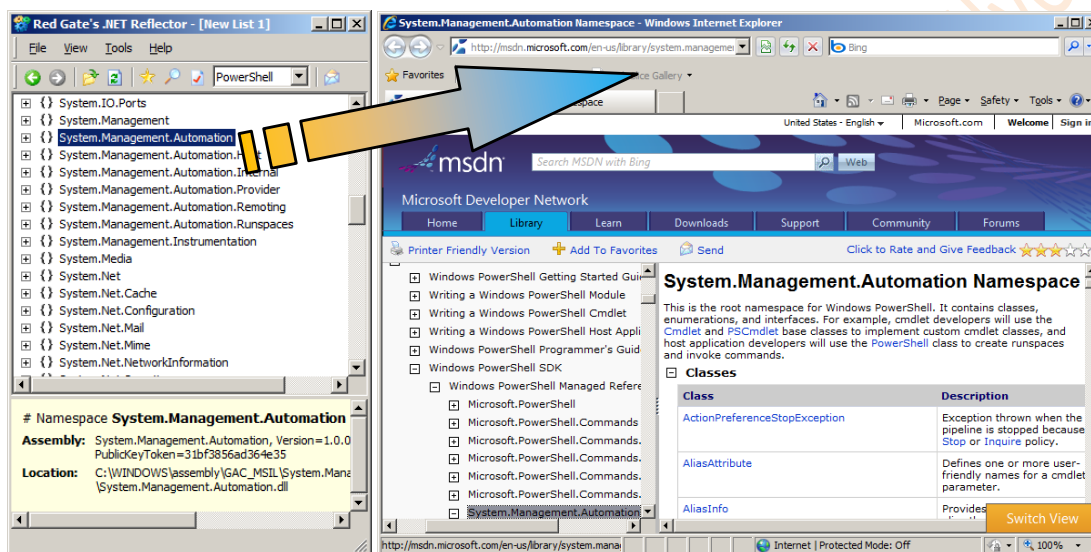 Red Gate's .NET Reflector - [New List 1]
File View Tools Help
PowerShell
{} System.IO.Ports
{} System.Management
{} System.Management.Automation
{} System.Management.Automation.
{} System.Management.Automation.Internal
{} System.Management.Automation.Provider
{} System.Management.Automation.Remoting
{} System.Management.Automation.Runspaces
{} System.Management.Instrumentation
{} System.Media
{} System.Net
{} System.Net.Cache
{} System.Net.Configuration
{} System.Net.Mail
{} System.Net.Mime
{} System.Net.NetworkInformation
# Namespace System.Management.Automation
Assembly: System.Management.Automation, Version=1.0.0
PublicKeyToken=31bf3856ad364e35
Location: C:\WINDOWS\assembly\GAC_MSIL\System.Mana
\System.Management.Automation.dll
System.Management.Automation Namespace - Windows Internet Explorer
http://msdn.microsoft.com/en-us/library/system.manageme
Bing
Favorites
Gallery
space
Page Safety Tools
United States - English Microsoft.com Welcome Sign in
msdn
Search MSDN with Bing
Web
Microsoft Developer Network
Home Library Learn Downloads Support Community Forums
Printer Friendly Version Add To Favorites Send
Click to Rate and Give Feedback
Windows PowerShell Getting Started Gui
Writing a Windows PowerShell Module
Writing a Windows PowerShell Cmdlet
Writing a Windows PowerShell Host Appli
Windows PowerShell Programmer's Guid
Windows PowerShell SDK
Windows PowerShell Managed Refere
Microsoft.PowerShell
Microsoft.PowerShell.Commands
Microsoft.PowerShell.Commands.
Microsoft.PowerShell.Commands.
Microsoft.PowerShell.Commands.
Microsoft.PowerShell.Commands.
System.Management.Automation
System.Management.Automation Namespace
This is the root namespace for Windows PowerShell. It contains classes,
enumerations, and interfaces. For example, cmdlet developers will use the
Cmdlet and PSCmdlet base classes to implement custom cmdlet classes, and
host application developers will use the PowerShell class to create runspaces
and invoke commands.
Classes
Class Description
ActionPreferenceStopException Exception thrown when the
pipeline is stopped because
Stop or Inquire policy.
AliasAttribute Defines one or more user-
friendly names for a cmdlet
parameter.
AliasInfo Provides
Switch View
http://msdn.microsoft.com/en-us/library/system.mana
Internet | Protected Mode: Off
100%